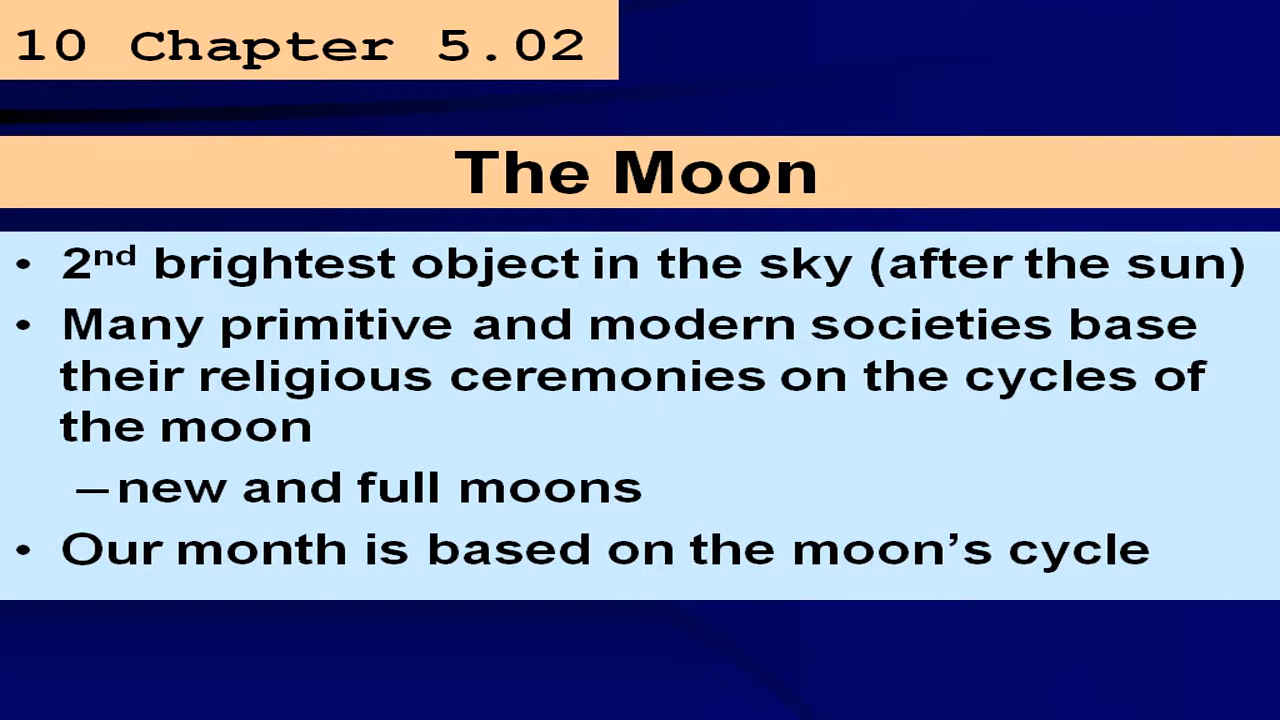 10 Chapter 5.02
The Moon
• 2nd brightest object in the sky (after the sun)
• Many primitive and modern societies base
their religious ceremonies on the cycles of
the moon
–new and full moons
• Our month is based on the moon’s cycle